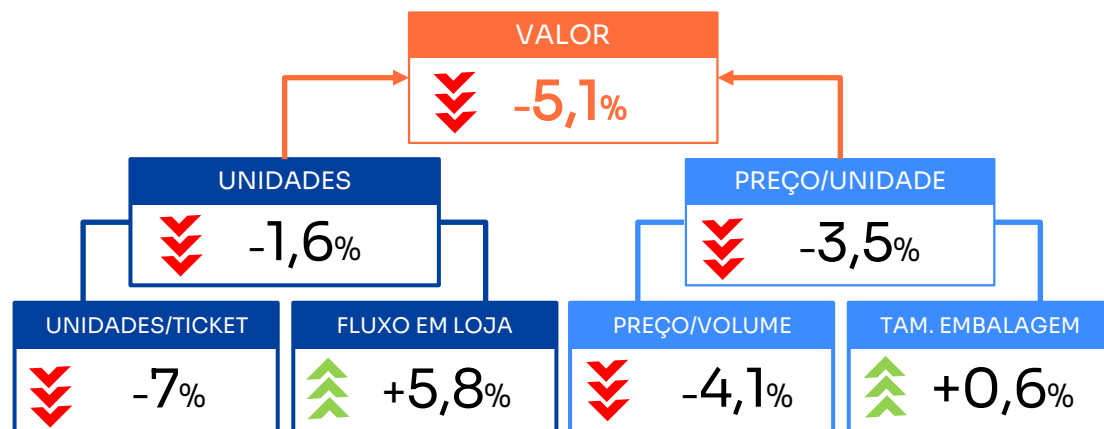 VALOR
-5,1%
UNIDADES
PREÇO/UNIDADE
-1,6%
-3,5%
UNIDADES/TICKET
FLUXO EM LOJA
PREÇO/VOLUME
TAM. EMBALAGEM
-7%
+5,8%
-4,1%
+0,6%